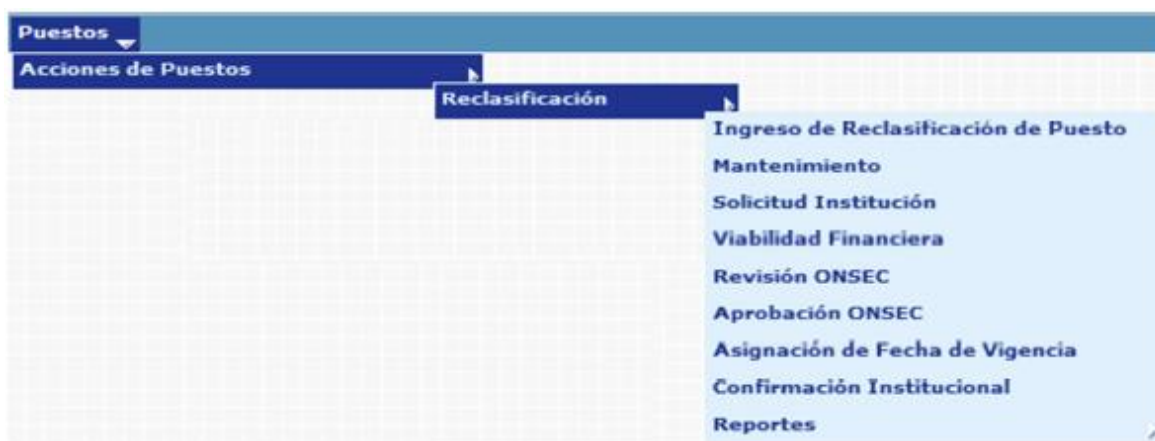 Puestos
Acciones de Puestos
Reclasificación
Ingreso de Reclasificación de Puesto
Mantenimiento
Solicitud Institución
Viabilidad Financiera
Revisión ONSEC
Aprobación ONSEC
Asignación de Fecha de Vigencia
Confirmación Institucional
Reportes